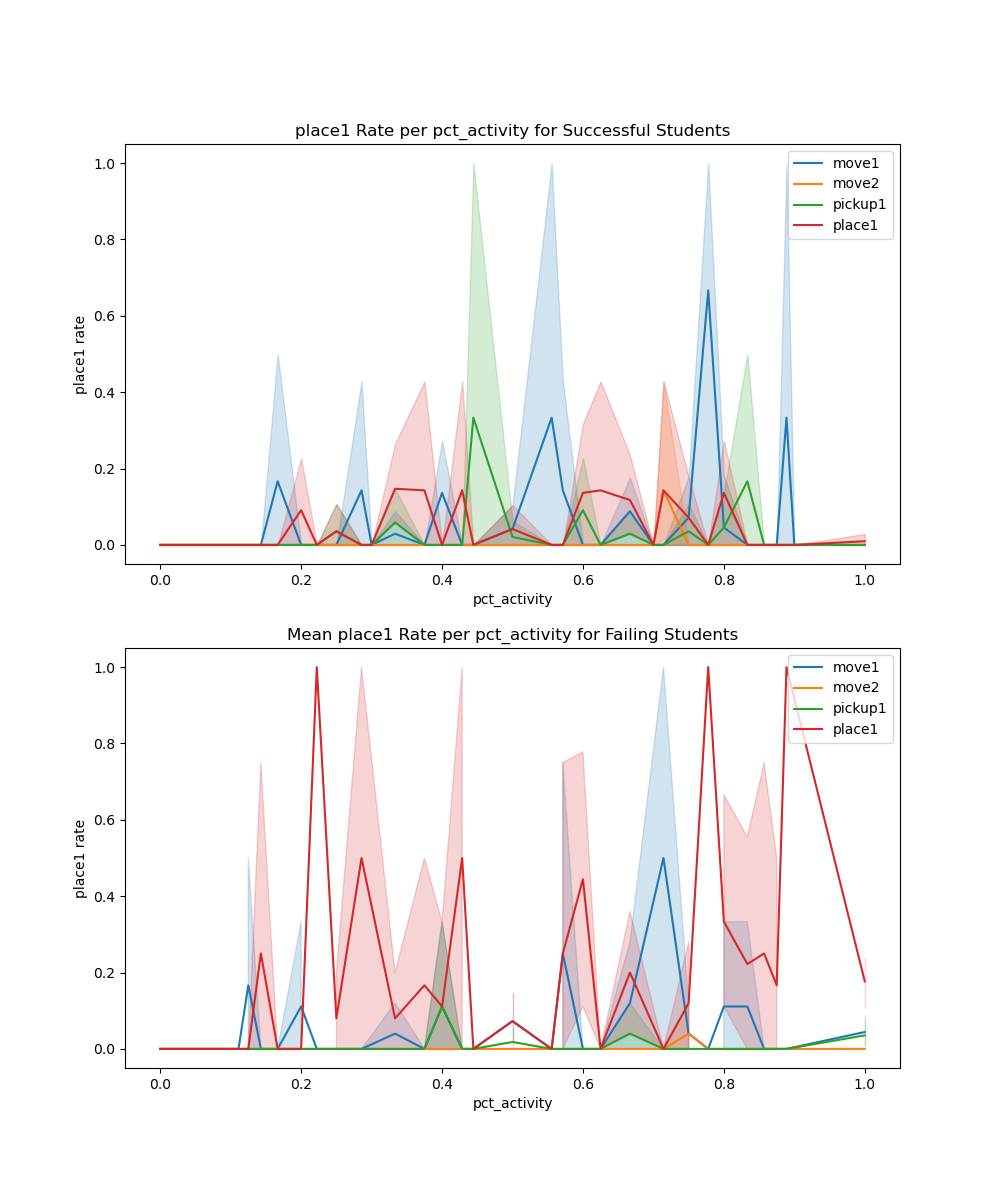 place1 Rate per pct_activity for Successful Students
1.0
0.8
0.6
0.4
0.2
0.0
place1 rate
move1
move2
pickup1
place1
0.0 0.2 0.4 0.6 0.8 1.0
pct_activity
Mean place1 Rate per pct_activity for Failing Students
1.0
0.8
0.6
0.4
0.2
0.0
place1 rate
move1
move2
pickup1
place1
0.0 0.2 0.4 0.6 0.8 1.0
pct_activity